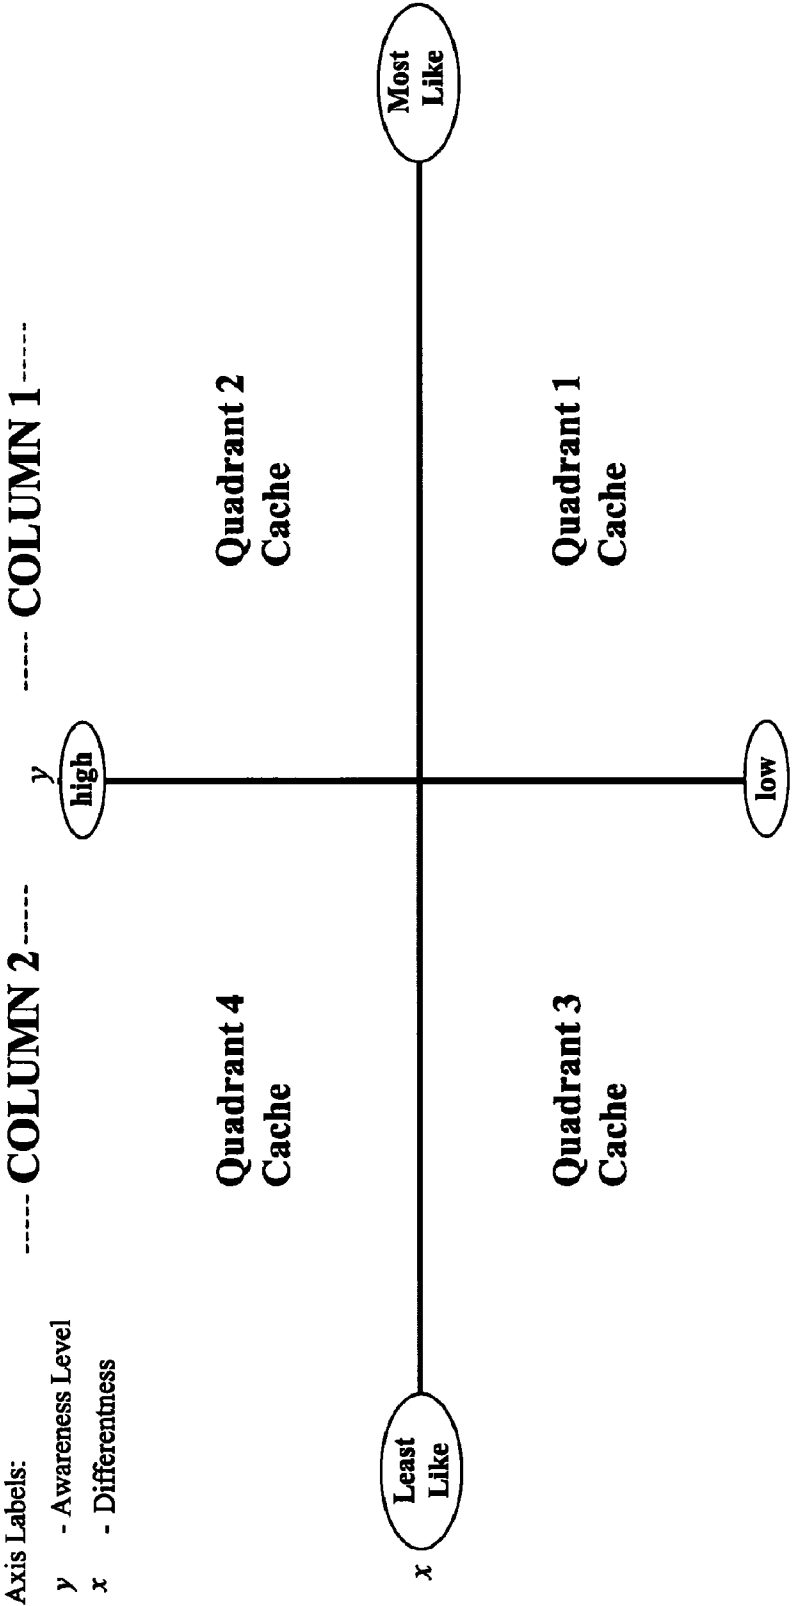 Axis Labels:
y - Awareness Level
x - Differentness
----- COLUMN 2 -----
----- COLUMN 1 -----
y
high
Quadrant 4
Cache
Quadrant 2
Cache
x
Least
Like
Most
Like
Quadrant 3
Cache
Quadrant 1
Cache
low